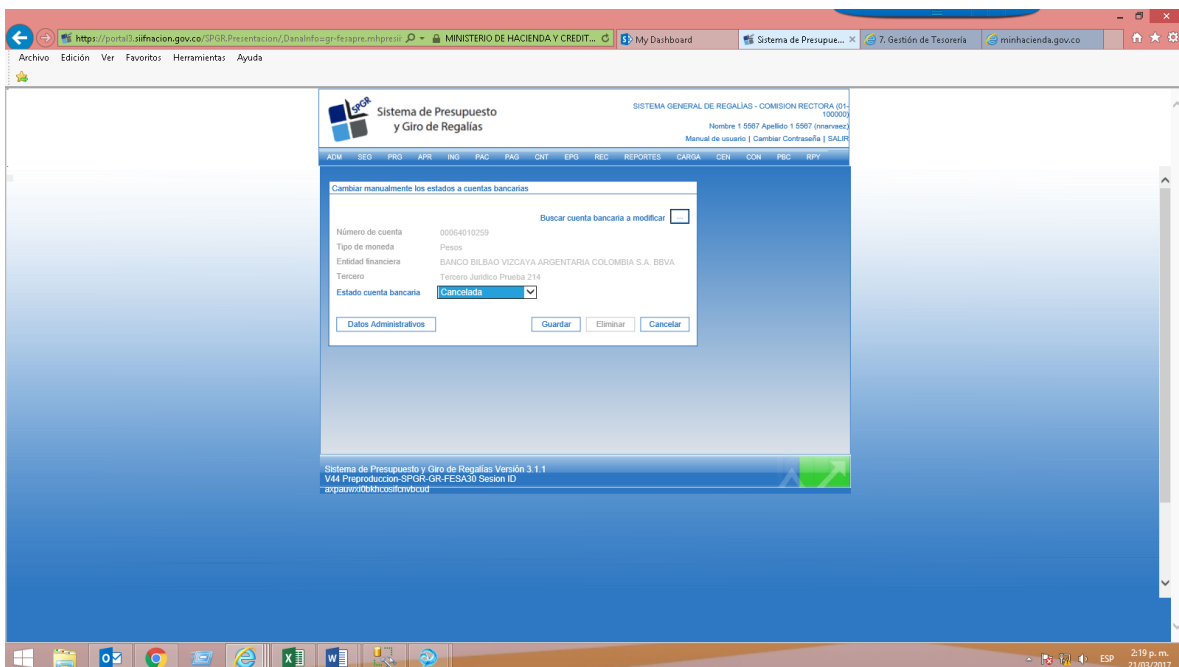 https://portal3.siifnacion.gov.co/SPGR.Presentacion/,DanaInfo=gr-fesapre.mhpresii
MINISTERIO DE HACIENDA Y CREDIT...
My Dashboard
Sistema de Presupue...
7. Gestión de Tesorería
minhacienda.gov.co
Archivo Edición Ver Favoritos Herramientas Ayuda
SPGR
Sistema de Presupuesto
y Giro de Regalías
SISTEMA GENERAL DE REGALÍAS - COMISION RECTORA (01-
100000)
Nombre 1 5567 Apellido 1 5567 (nnarvaez)
Manual de usuario | Cambiar Contraseña | SALIR
ADM SEG PRG APR ING PAC PAG CNT EPG REC REPORTES CARGA CEN CON PBC RPY
Cambiar manualmente los estados a cuentas bancarias
Buscar cuenta bancaria a modificar ...
Número de cuenta 00064010259
Tipo de moneda Pesos
Entidad financiera BANCO BILBAO VIZCAYA ARGENTARIA COLOMBIA S.A. BBVA
Tercero Tercero Juridico Prueba 214
Estado cuenta bancaria Cancelada
Datos Administrativos Guardar Eliminar Cancelar
Sistema de Presupuesto y Giro de Regalías Versión 3.1.1
V44 Preproduccion-SPGR-GR-FESA30 Sesion ID
ESP
2:19 p. m.
21/03/2017